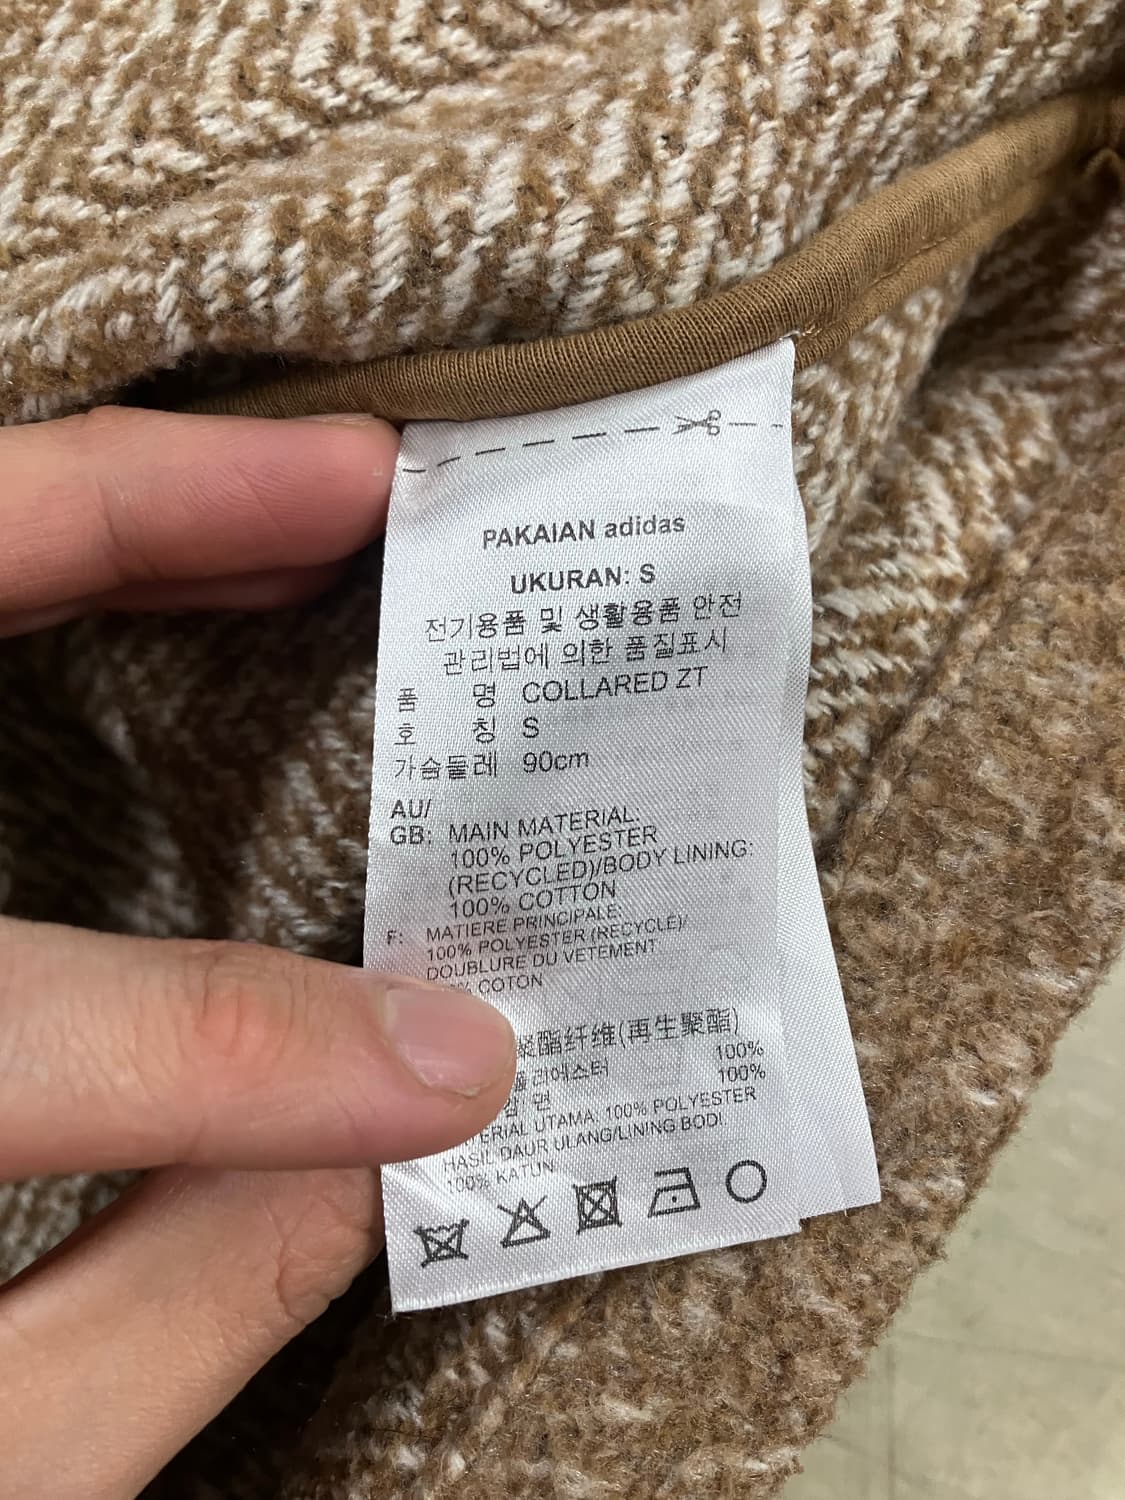 PAKAIAN adidas
UKURAN: S
전기용품 및 생활용품 안전
관리법에 의한 품질표시
품 명 COLLARED ZT
호 칭 S
가슴둘레 90cm
AU/
GB: MAIN MATERIAL:
100% POLYESTER
(RECYCLED)/BODY LINING:
100% COTTON
F: MATIERE PRINCIPALE:
100% POLYESTER (RECYCLE)/
DOUBLURE DU VETEMENT:
% COTON
聚酯纤维(再生聚酯)
폴리에스터 100%
면 100%
UTAMA: 100% POLYESTER
HASIL DAUR ULANG/LINING BODI:
100% KATUN